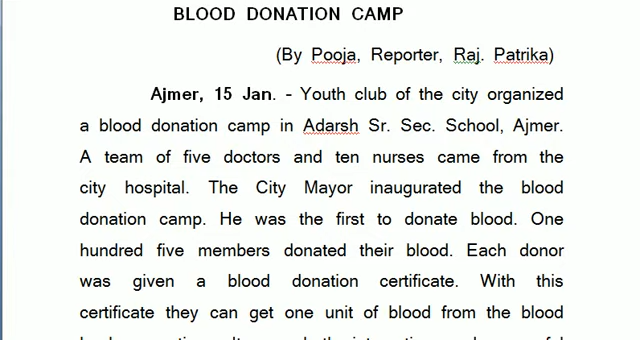 BLOOD DONATION CAMP
(By Pooja, Reporter, Raj. Patrika)
Ajmer, 15 Jan. - Youth club of the city organized
a blood donation camp in Adarsh Sr. Sec. School, Ajmer.
A team of five doctors and ten nurses came from the
city hospital. The City Mayor inaugurated the blood
donation camp. He was the first to donate blood. One
hundred five members donated their blood. Each donor
was given a blood donation certificate. With this
certificate they can get one unit of blood from the blood